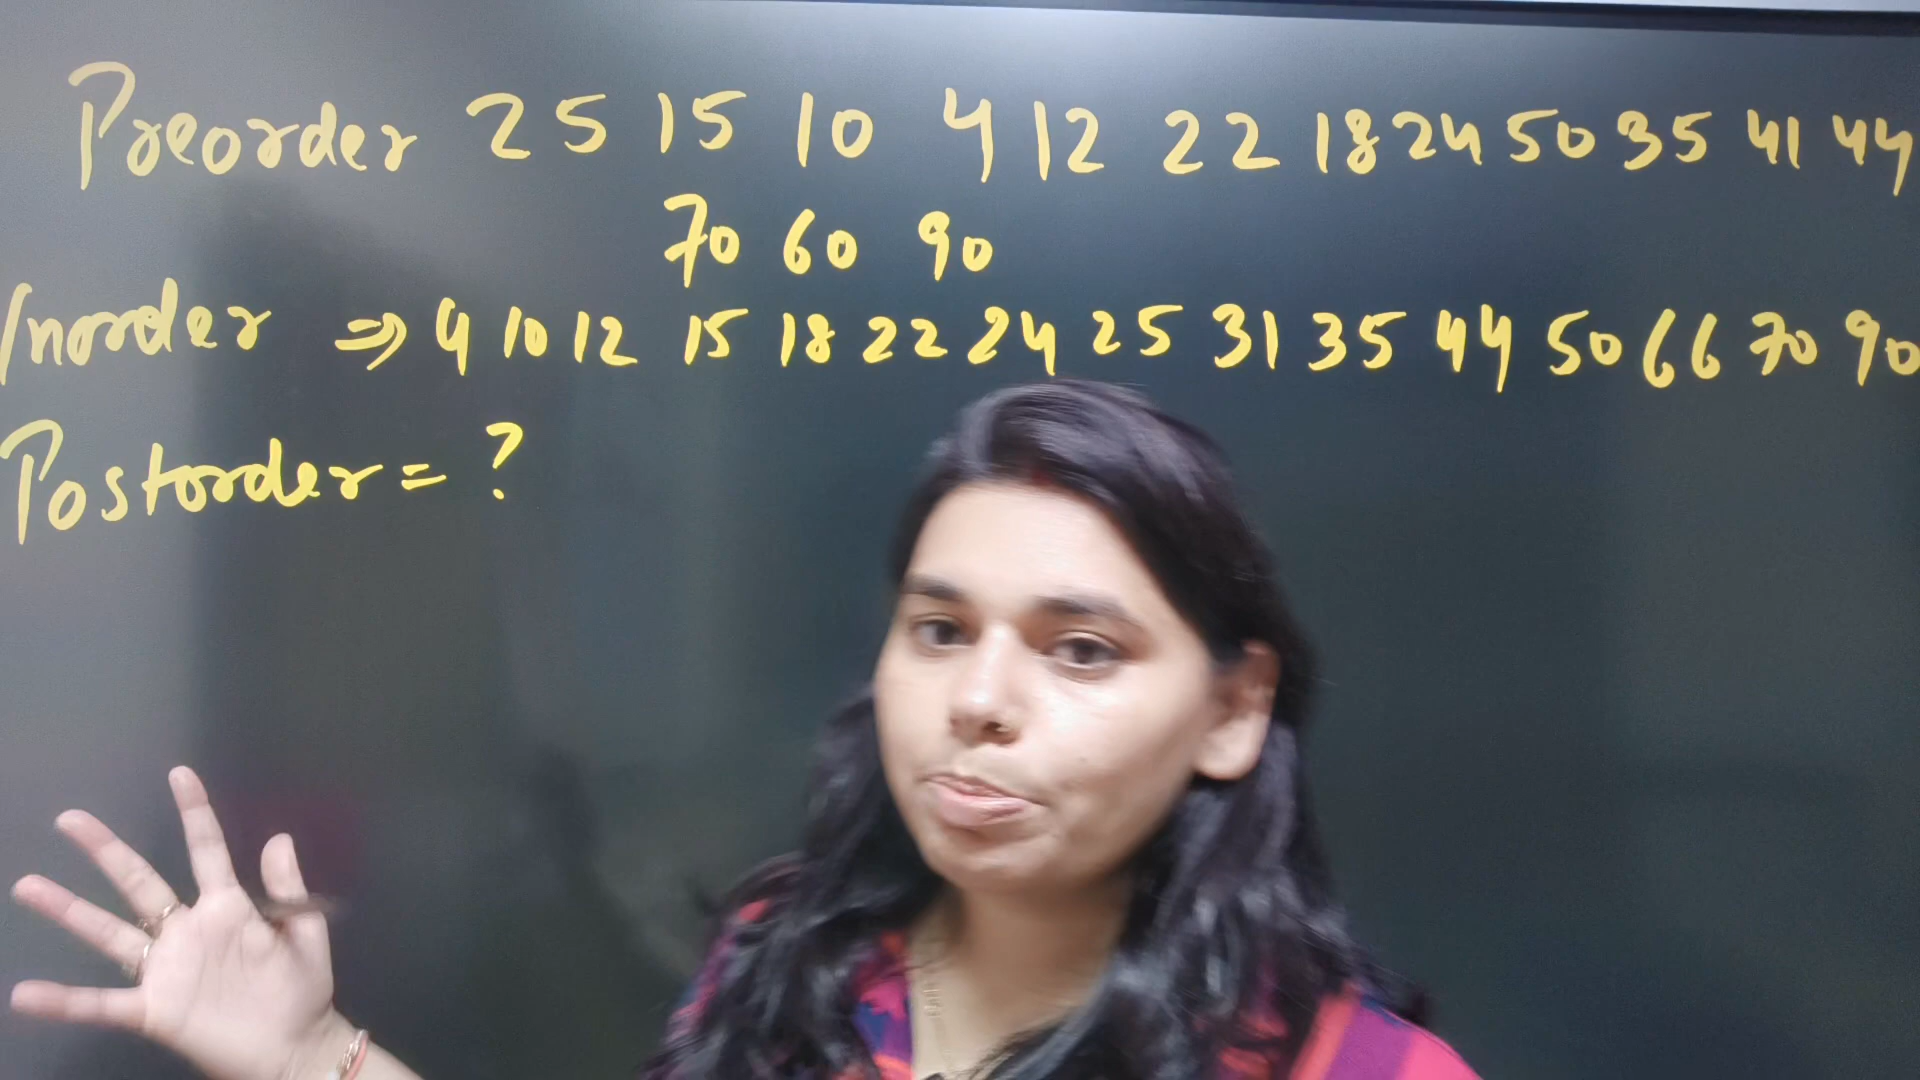 Preorder 25 15 10 4 12 22 18 24 50 35 41 44
70 60 90
Inorder ⇒ 4 10 12 15 18 22 24 25 31 35 44 50 66 70 90
Postorder = ?